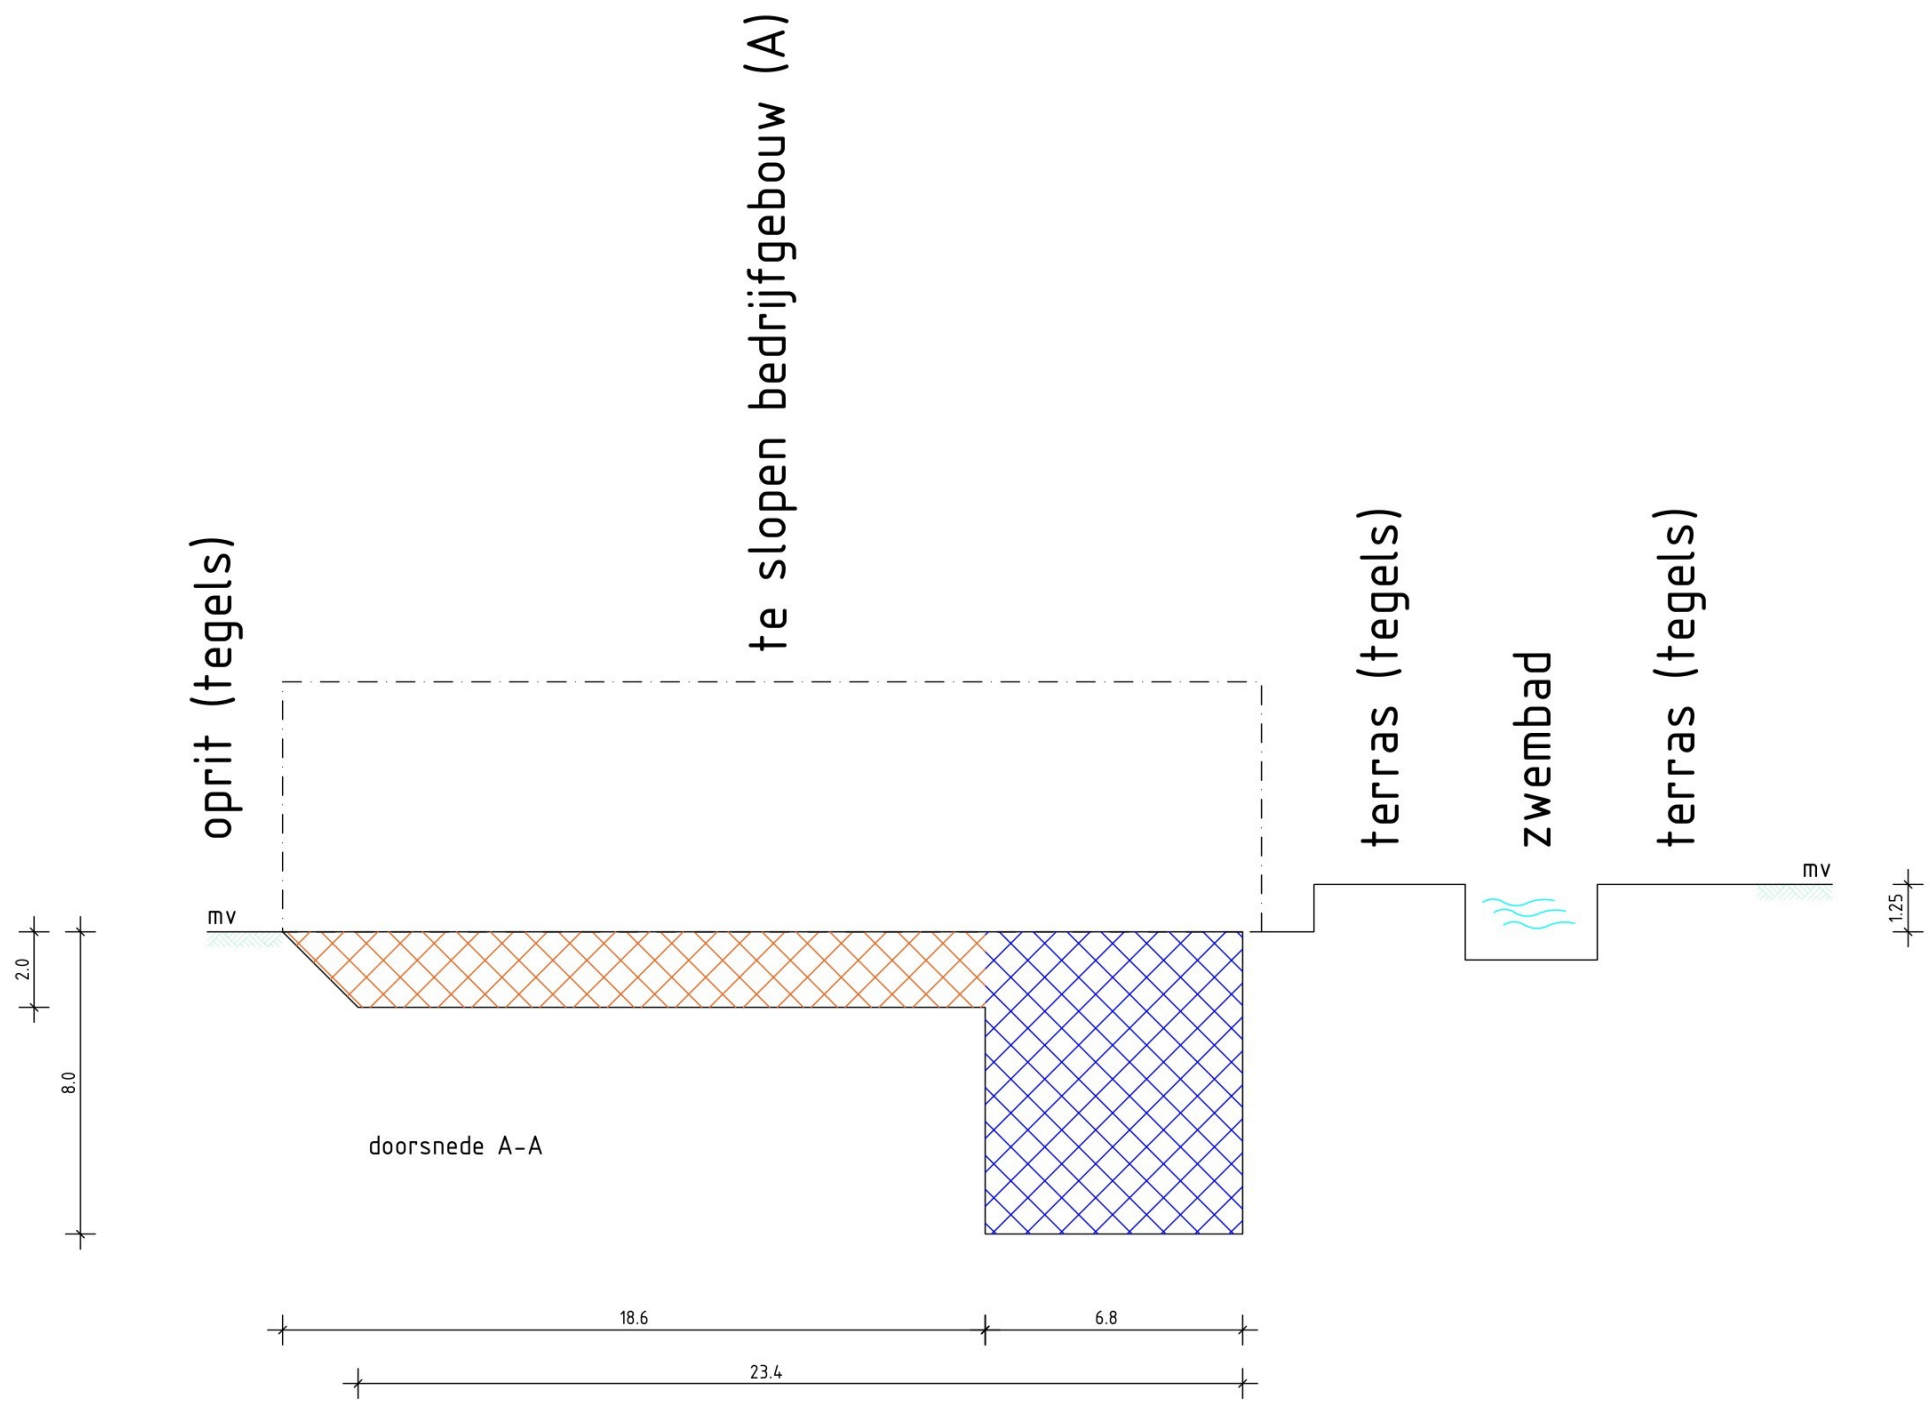 te slopen bedrijfgebouw (A)
oprit (tegels)
terras (tegels)
zwembad
terras (tegels)
mv
mv
1.25
2.0
8.0
doorsnede A-A
18.6
6.8
23.4